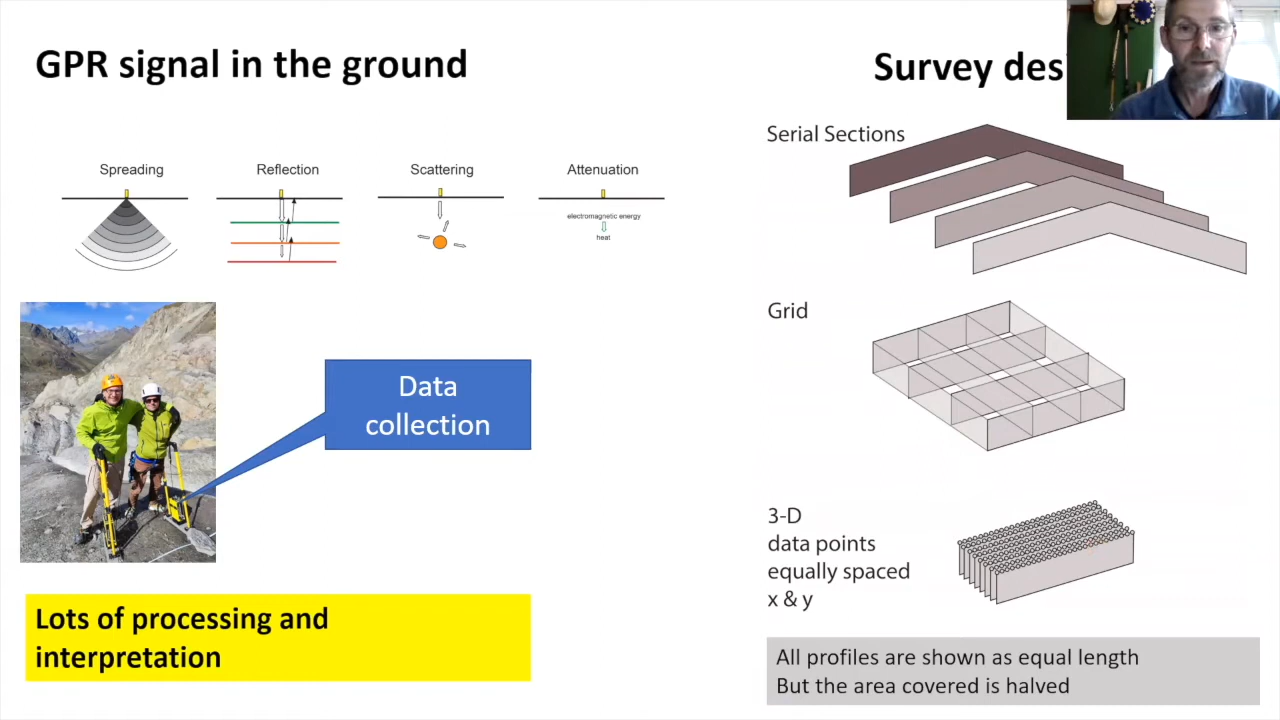 GPR signal in the ground
Spreading
Reflection
Scattering
Attenuation
electromagnetic energy
heat
Data
collection
Lots of processing and
interpretation
Survey des
Serial Sections
Grid
3-D
data points
equally spaced
x & y
All profiles are shown as equal length
But the area covered is halved